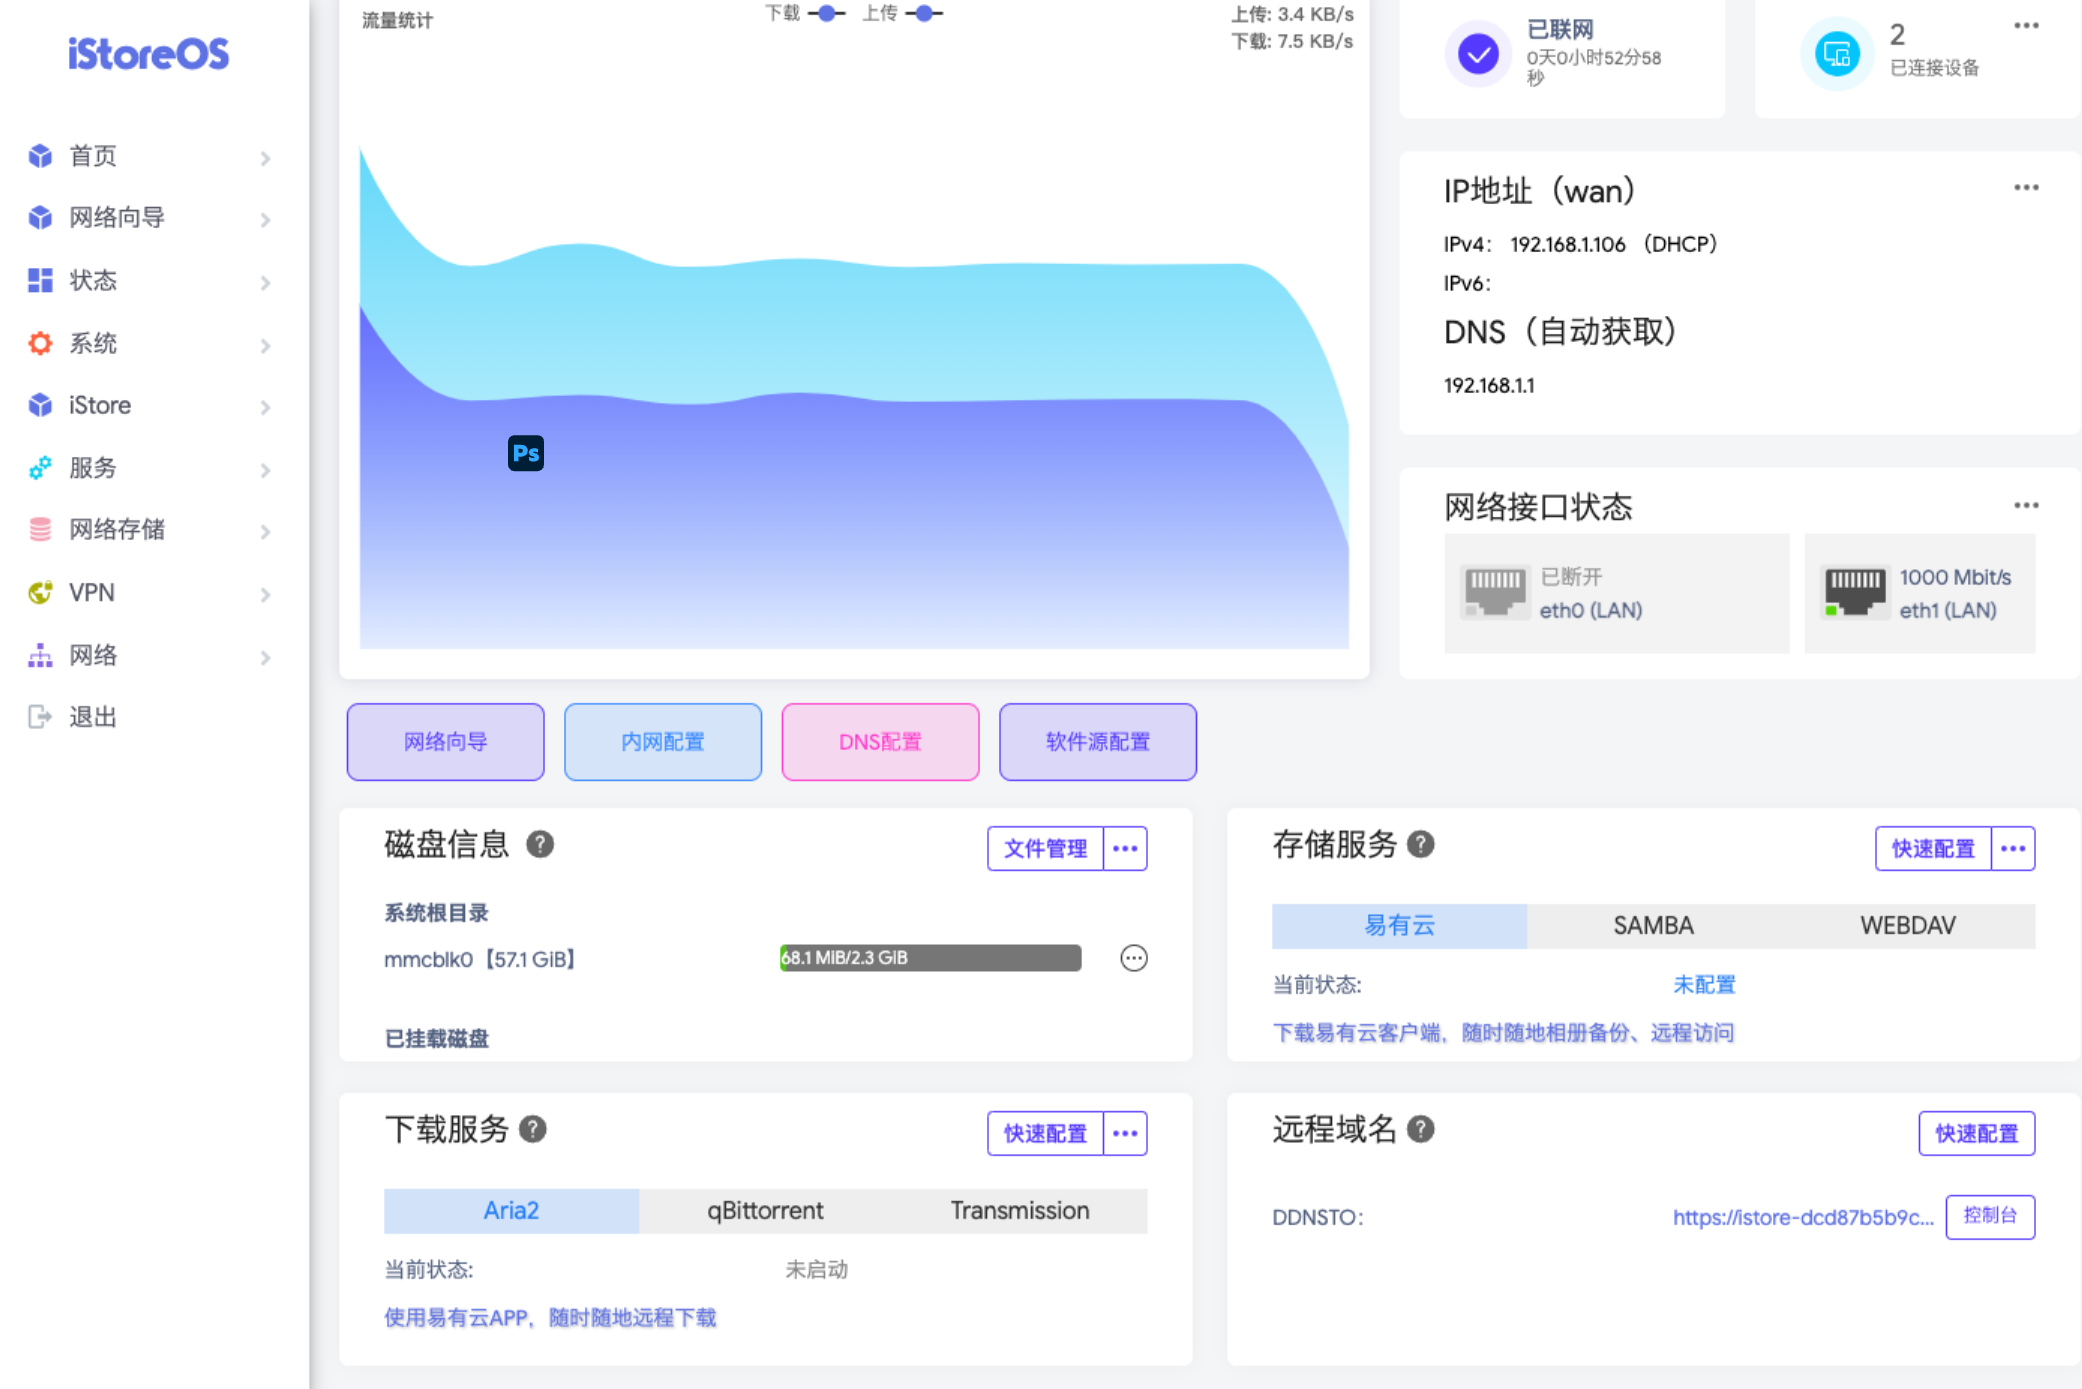 iStoreOS
首页
网络向导
状态
系统
iStore
服务
网络存储
VPN
网络
退出
流量统计
下载 上传
上传: 3.4 KB/s
下载: 7.5 KB/s
Ps
已联网
0天0小时52分58
秒
2
已连接设备
IP地址（wan）
IPv4： 192.168.1.106 （DHCP）
IPv6：
DNS（自动获取）
192.168.1.1
网络接口状态
已断开
eth0 (LAN)
1000 Mbit/s
eth1 (LAN)
网络向导
内网配置
DNS配置
软件源配置
磁盘信息 ?
文件管理
系统根目录
mmcblk0【57.1 GiB】
68.1 MiB/2.3 GiB
已挂载磁盘
存储服务 ?
快速配置
易有云 SAMBA WEBDAV
当前状态: 未配置
下载易有云客户端，随时随地相册备份、远程访问
下载服务 ?
快速配置
Aria2 qBittorrent Transmission
当前状态: 未启动
使用易有云APP，随时随地远程下载
远程域名 ?
快速配置
DDNSTO：
https://istore-dcd87b5b9c...
控制台